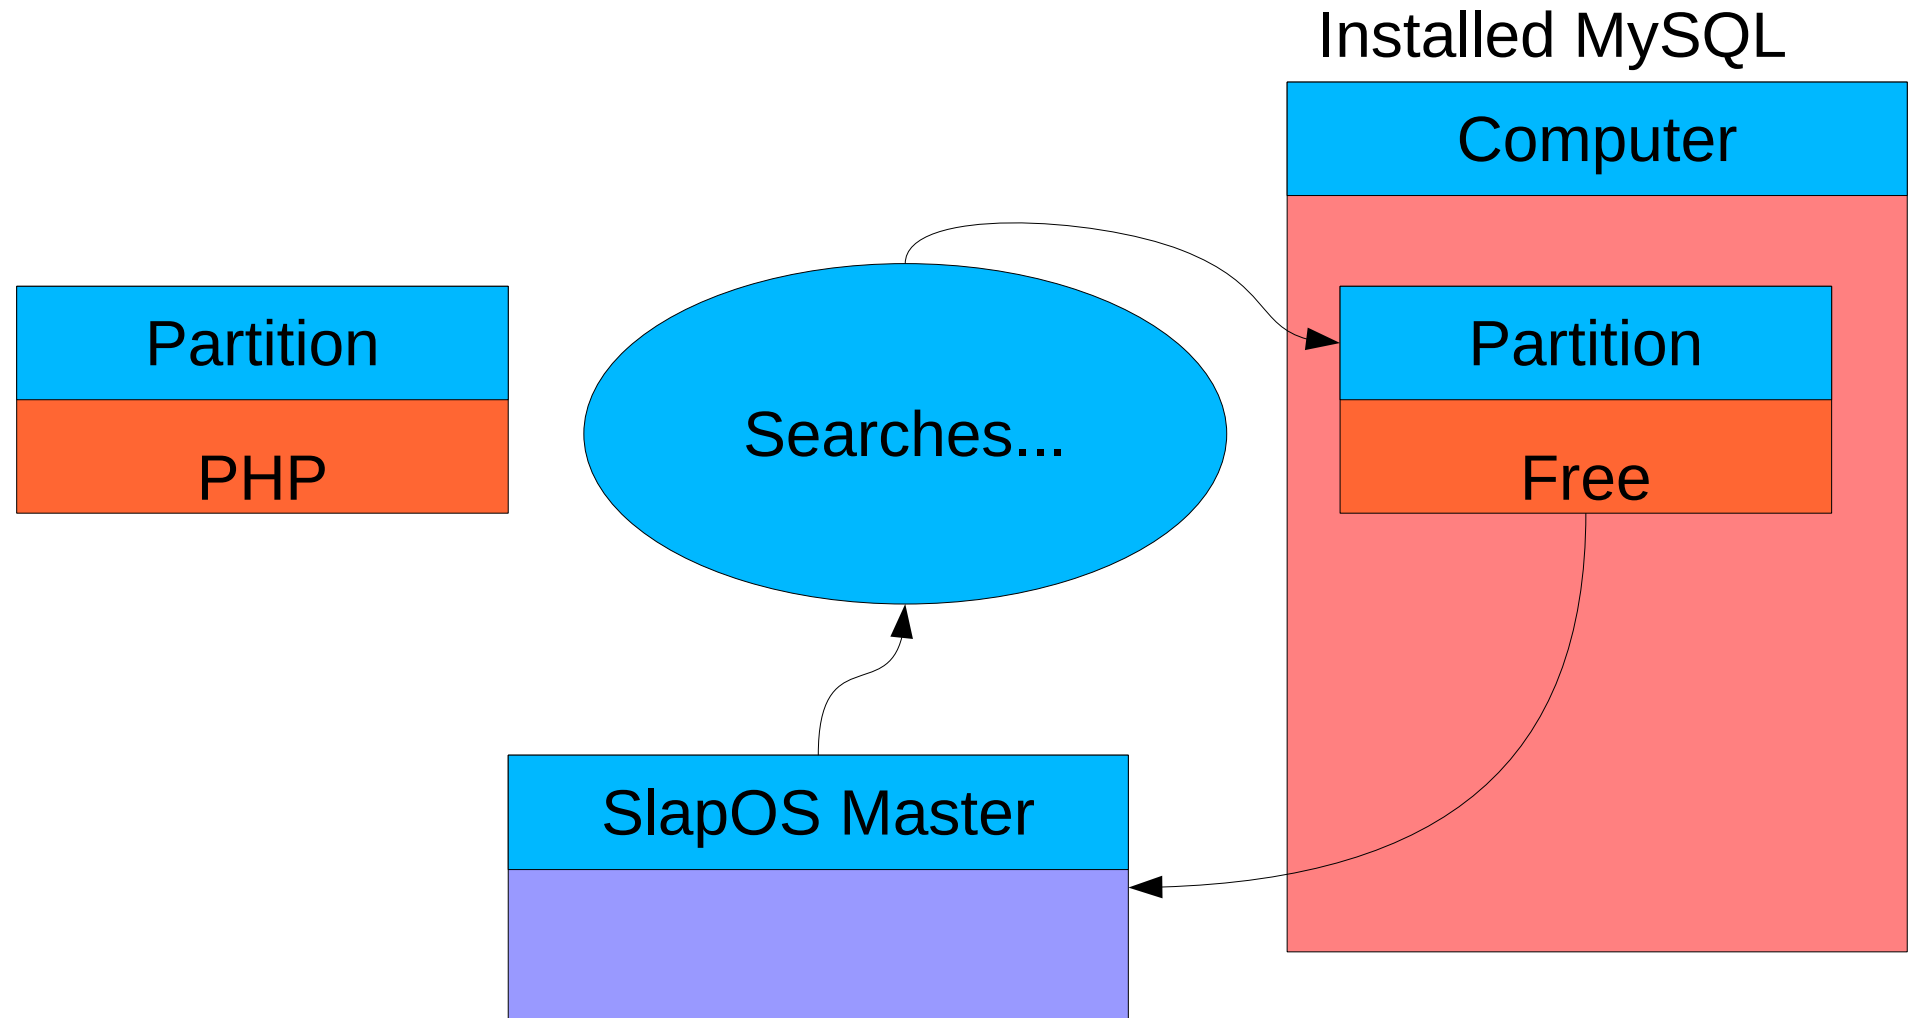 Installed MySQL
Computer
Partition
PHP
Searches...
Partition
Free
SlapOS Master